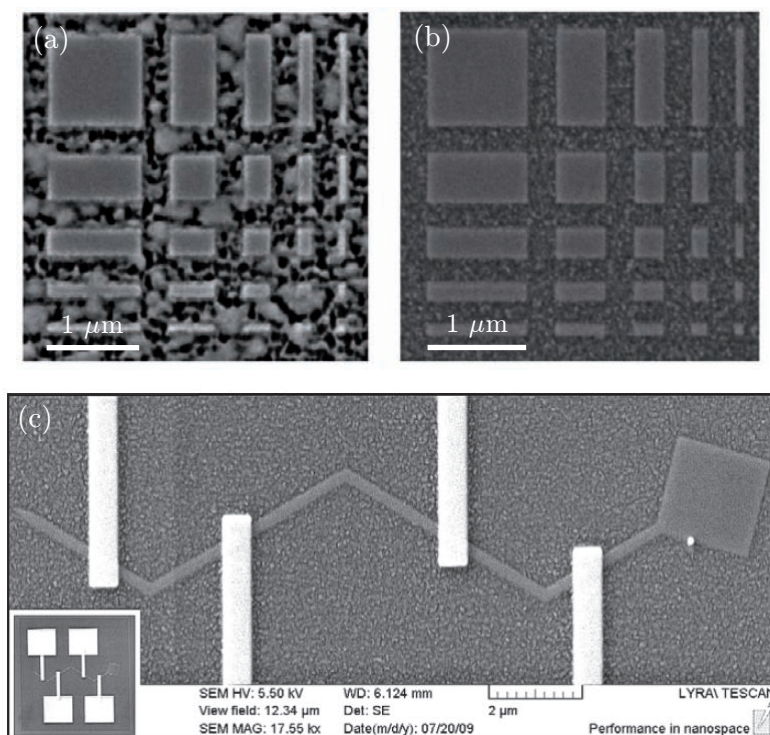 (a)
(b)
1 µm
1 µm
(c)
SEM HV: 5.50 kV
WD: 6.124 mm
LYRA\ TESCAN
View field: 12.34 µm
Det: SE
2 µm
SEM MAG: 17.55 kx
Date(m/d/y): 07/20/09
Performance in nanospace